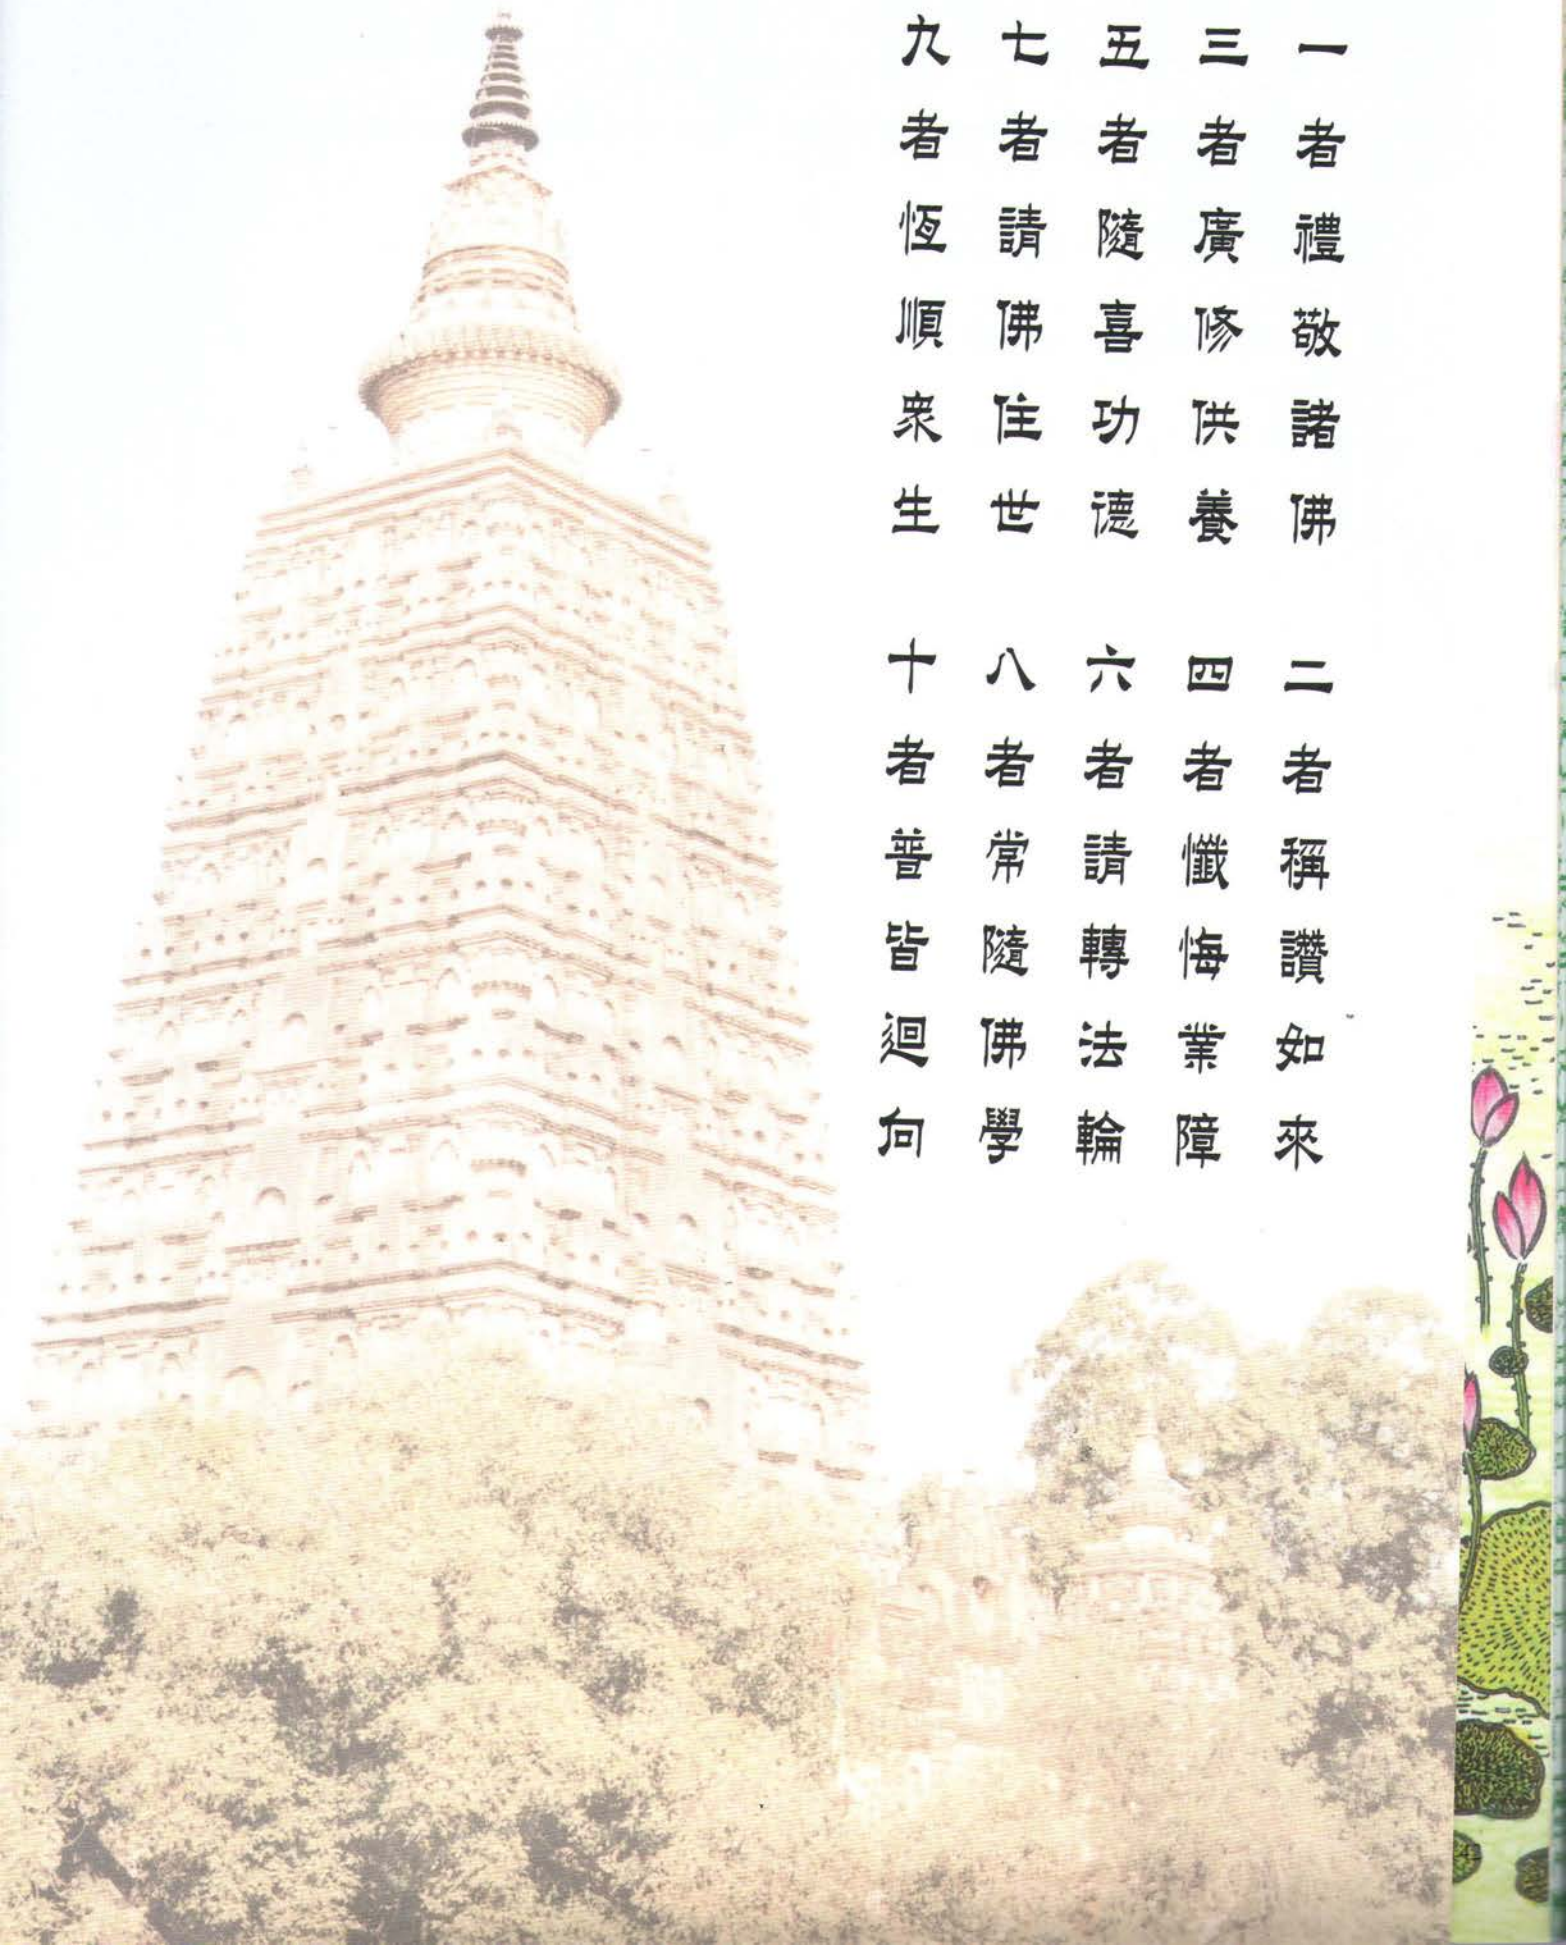 一者禮敬諸佛 二者稱讚如來
三者廣修供養 四者懺悔業障
五者隨喜功德 六者請轉法輪
七者請佛住世 八者常隨佛學
九者恆順眾生 十者普皆迴向